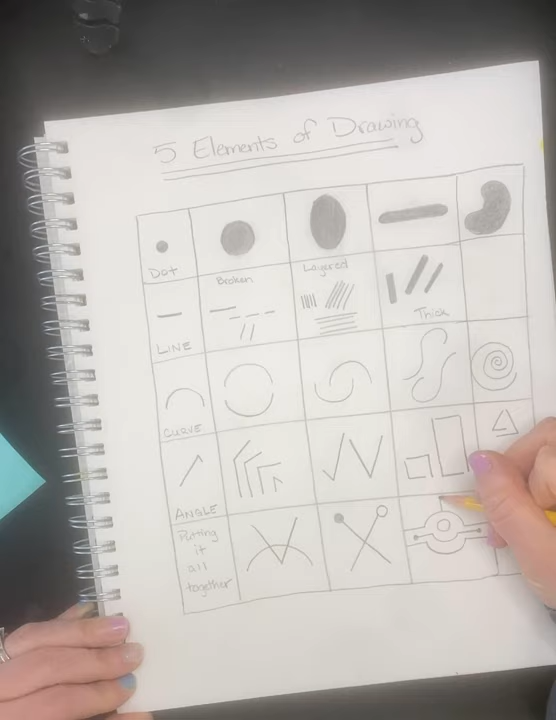 5 Elements of Drawing
DOT
Broken
Layered
Thick
LINE
CURVE
ANGLE
Putting
it
all
together